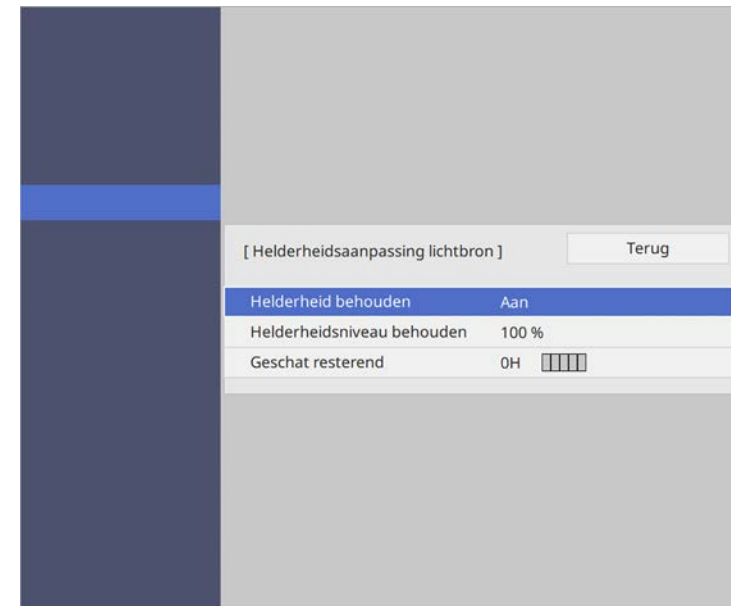 [ Helderheidsaanpassing lichtbron ] Terug
Helderheid behouden Aan
Helderheidsniveau behouden 100 %
Geschat resterend 0H